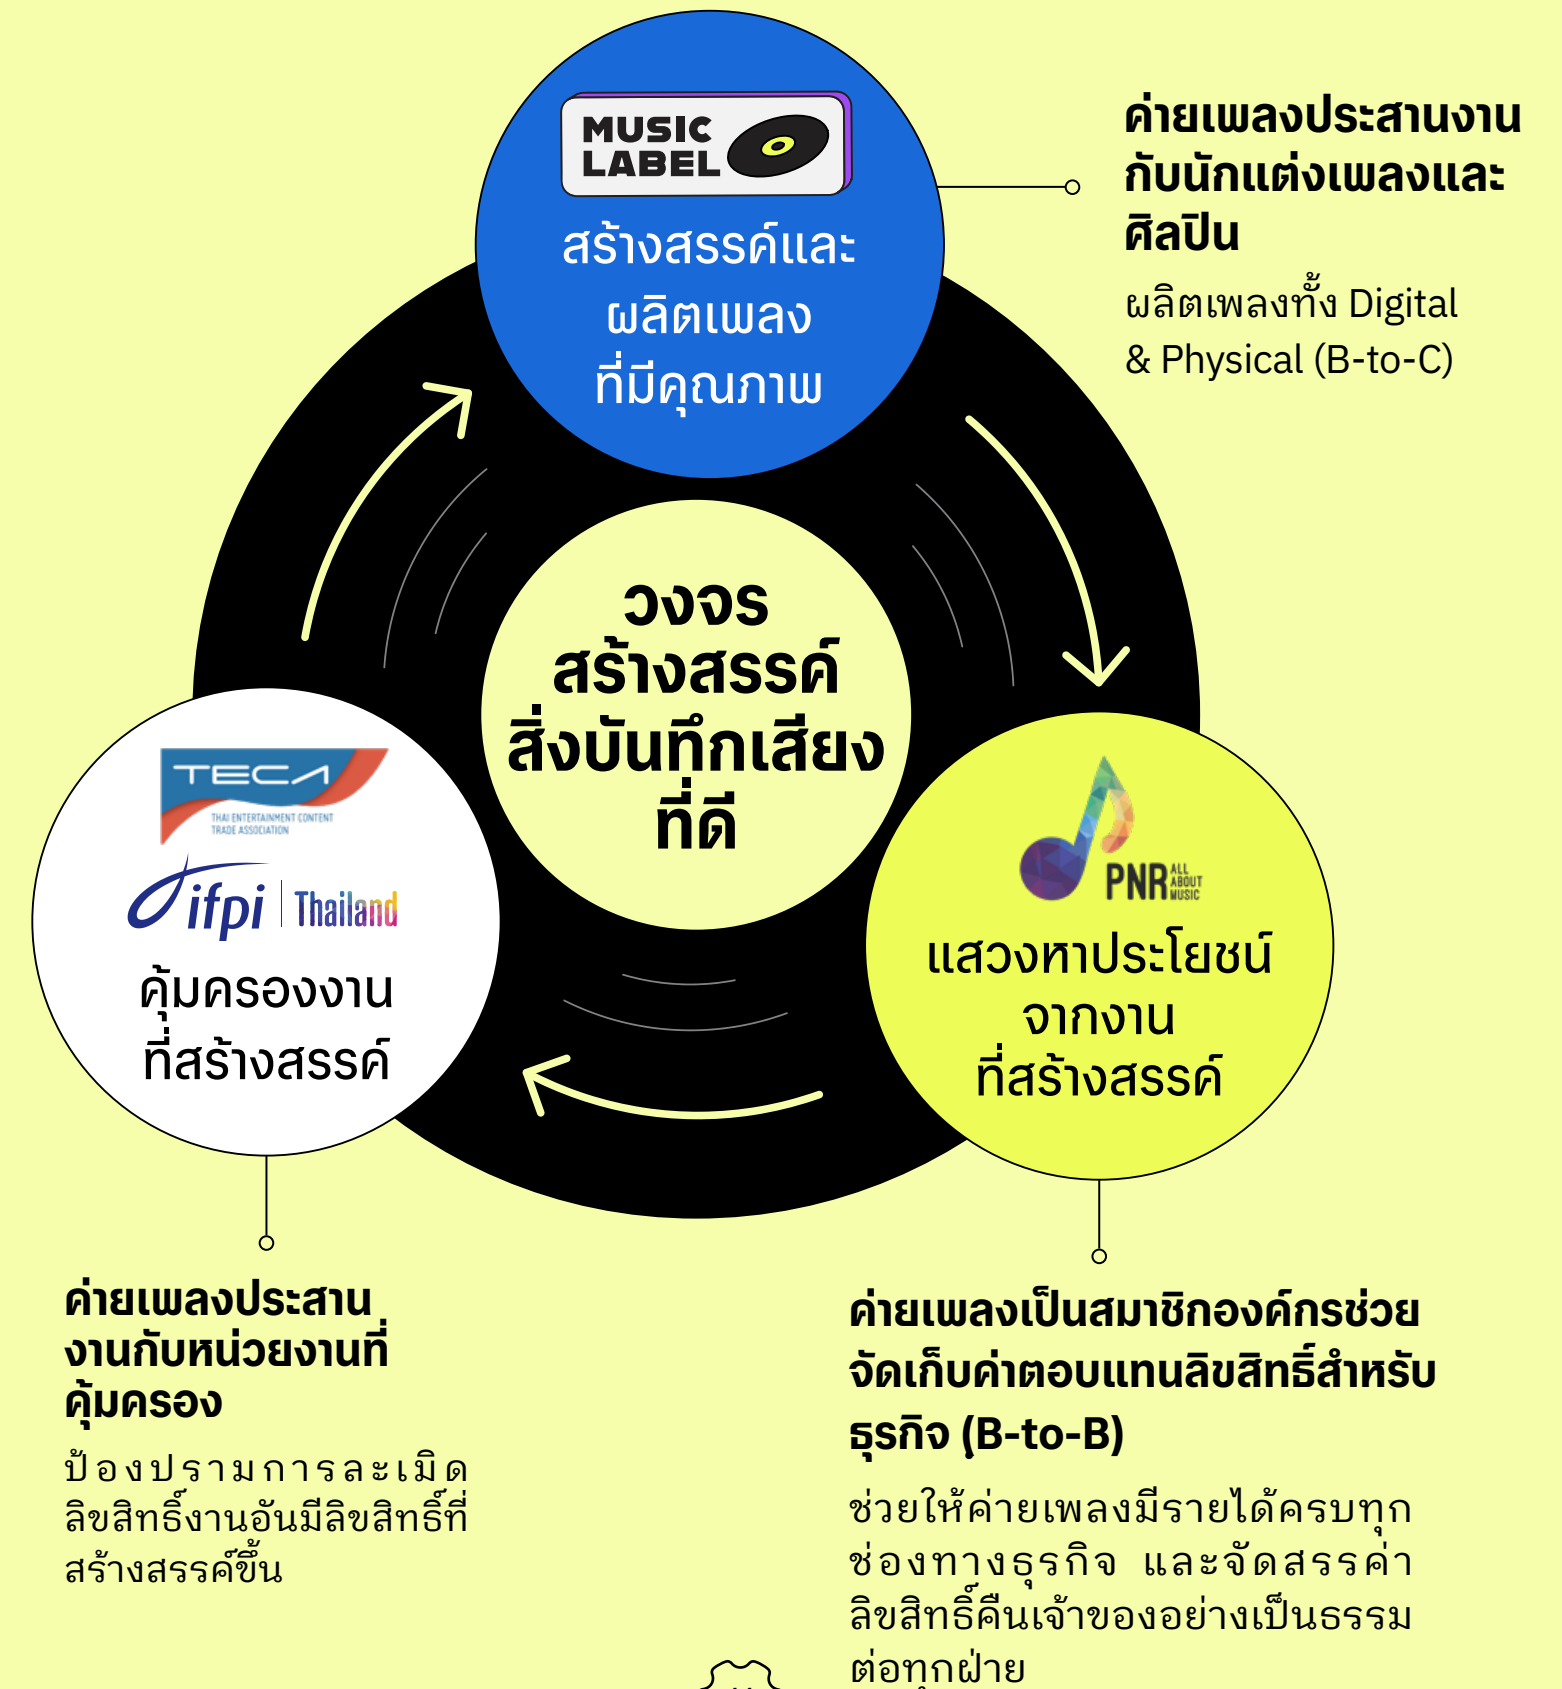 MUSIC
LABEL
สร้างสรรค์และ
ผลิตเพลง
ที่มีคุณภาพ
ค่ายเพลงประสานงาน
กับนักแต่งเพลงและ
ศิลปิน
ผลิตเพลงทั้ง Digital
& Physical (B-to-C)
วงจร
สร้างสรรค์
สิ่งบันทึกเสียง
ที่ดี
TECA
THAI ENTERTAINMENT CONTENT
TRADE ASSOCIATION
ifpi Thailand
คุ้มครองงาน
ที่สร้างสรรค์
PNR ALL
ABOUT
MUSIC
แสวงหาประโยชน์
จากงาน
ที่สร้างสรรค์
ค่ายเพลงประสาน
งานกับหน่วยงานที่
คุ้มครอง
ป้องปรามการละเมิด
ลิขสิทธิ์งานอันมีลิขสิทธิ์ที่
สร้างสรรค์ขึ้น
ค่ายเพลงเป็นสมาชิกองค์กรช่วย
จัดเก็บค่าตอบแทนลิขสิทธิ์สำหรับ
ธุรกิจ (B-to-B)
ช่วยให้ค่ายเพลงมีรายได้ครบทุก
ช่องทางธุรกิจ และจัดสรรค่า
ลิขสิทธิ์คืนเจ้าของอย่างเป็นธรรม
ต่อทุกฝ่าย